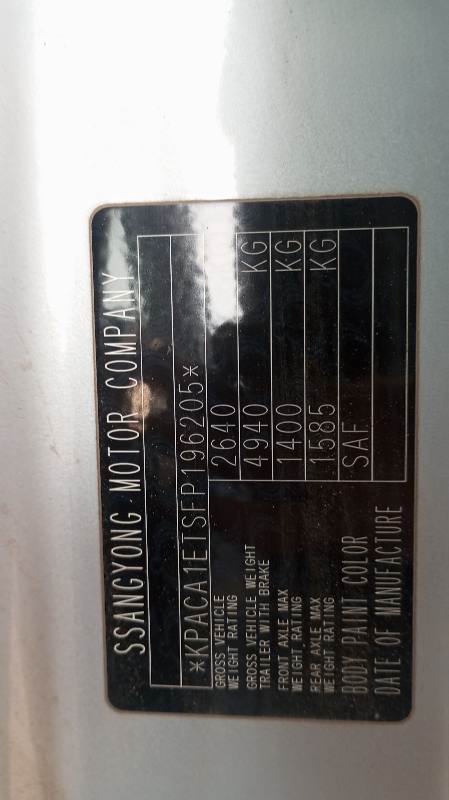 SSANGYONG MOTOR COMPANY
*KPACA1ETSFP196205*
GROSS VEHICLE WEIGHT RATING 2640
GROSS VEHICLE WEIGHT TRAILER WITH BRAKE 4940 KG
FRONT AXLE MAX WEIGHT RATING 1400 KG
REAR AXLE MAX WEIGHT RATING 1585 KG
BODY PAINT COLOR SAF
DATE OF MANUFACTURE